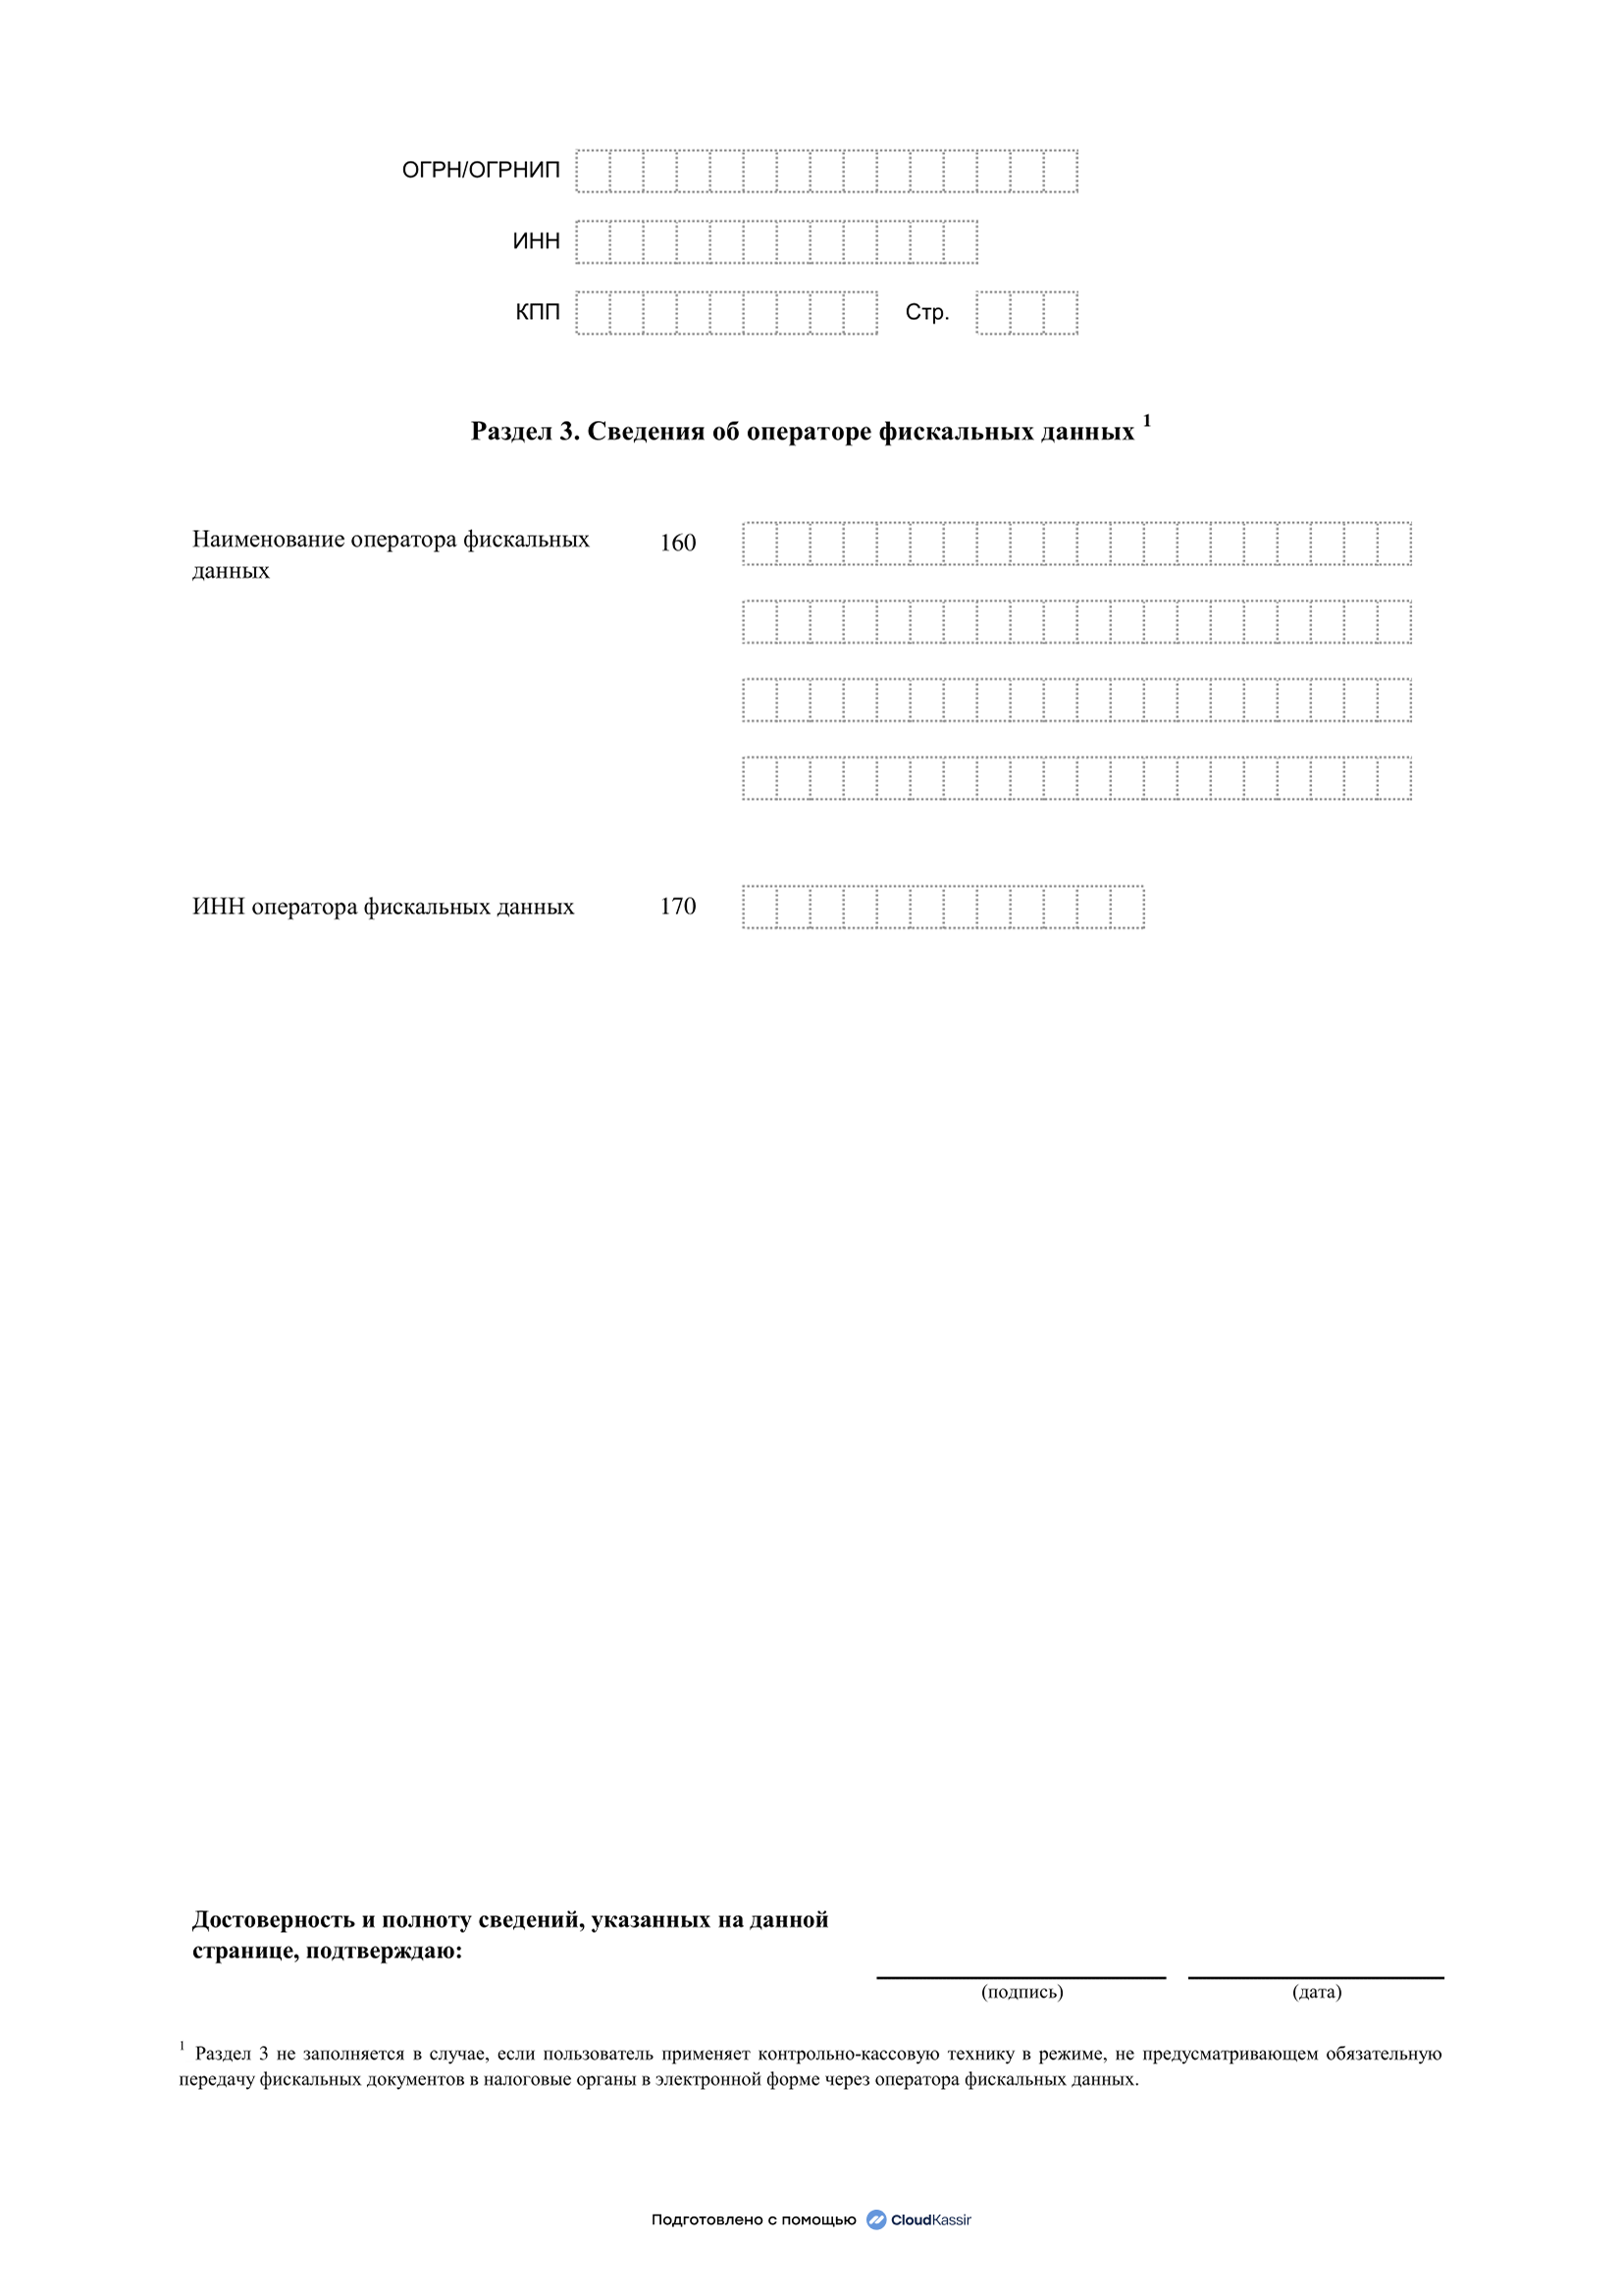 ОГРН/ОГРНИП
ИНН
КПП Стр.
Раздел 3. Сведения об операторе фискальных данных 1
Наименование оператора фискальных 160
данных
ИНН оператора фискальных данных 170
Достоверность и полноту сведений, указанных на данной
странице, подтверждаю:
(подпись) (дата)
1 Раздел 3 не заполняется в случае, если пользователь применяет контрольно-кассовую технику в режиме, не предусматривающем обязательную
передачу фискальных документов в налоговые органы в электронной форме через оператора фискальных данных.
Подготовлено с помощью CloudKassir